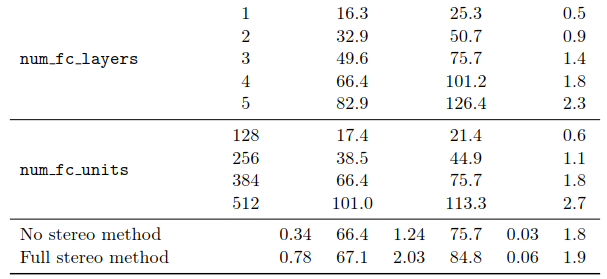 1 16.3 25.3 0.5
2 32.9 50.7 0.9
num_fc_layers 3 49.6 75.7 1.4
4 66.4 101.2 1.8
5 82.9 126.4 2.3
128 17.4 21.4 0.6
256 38.5 44.9 1.1
num_fc_units
384 66.4 75.7 1.8
512 101.0 113.3 2.7
No stereo method 0.34 66.4 1.24 75.7 0.03 1.8
Full stereo method 0.78 67.1 2.03 84.8 0.06 1.9